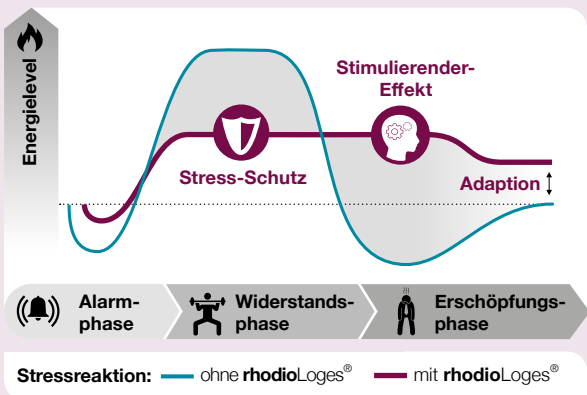 Energielevel
Stimulierender-
Effekt
Stress-Schutz
Adaption
Alarm-
phase
Widerstands-
phase
Erschöpfungs-
phase
Stressreaktion: ohne rhodioLoges® mit rhodioLoges®